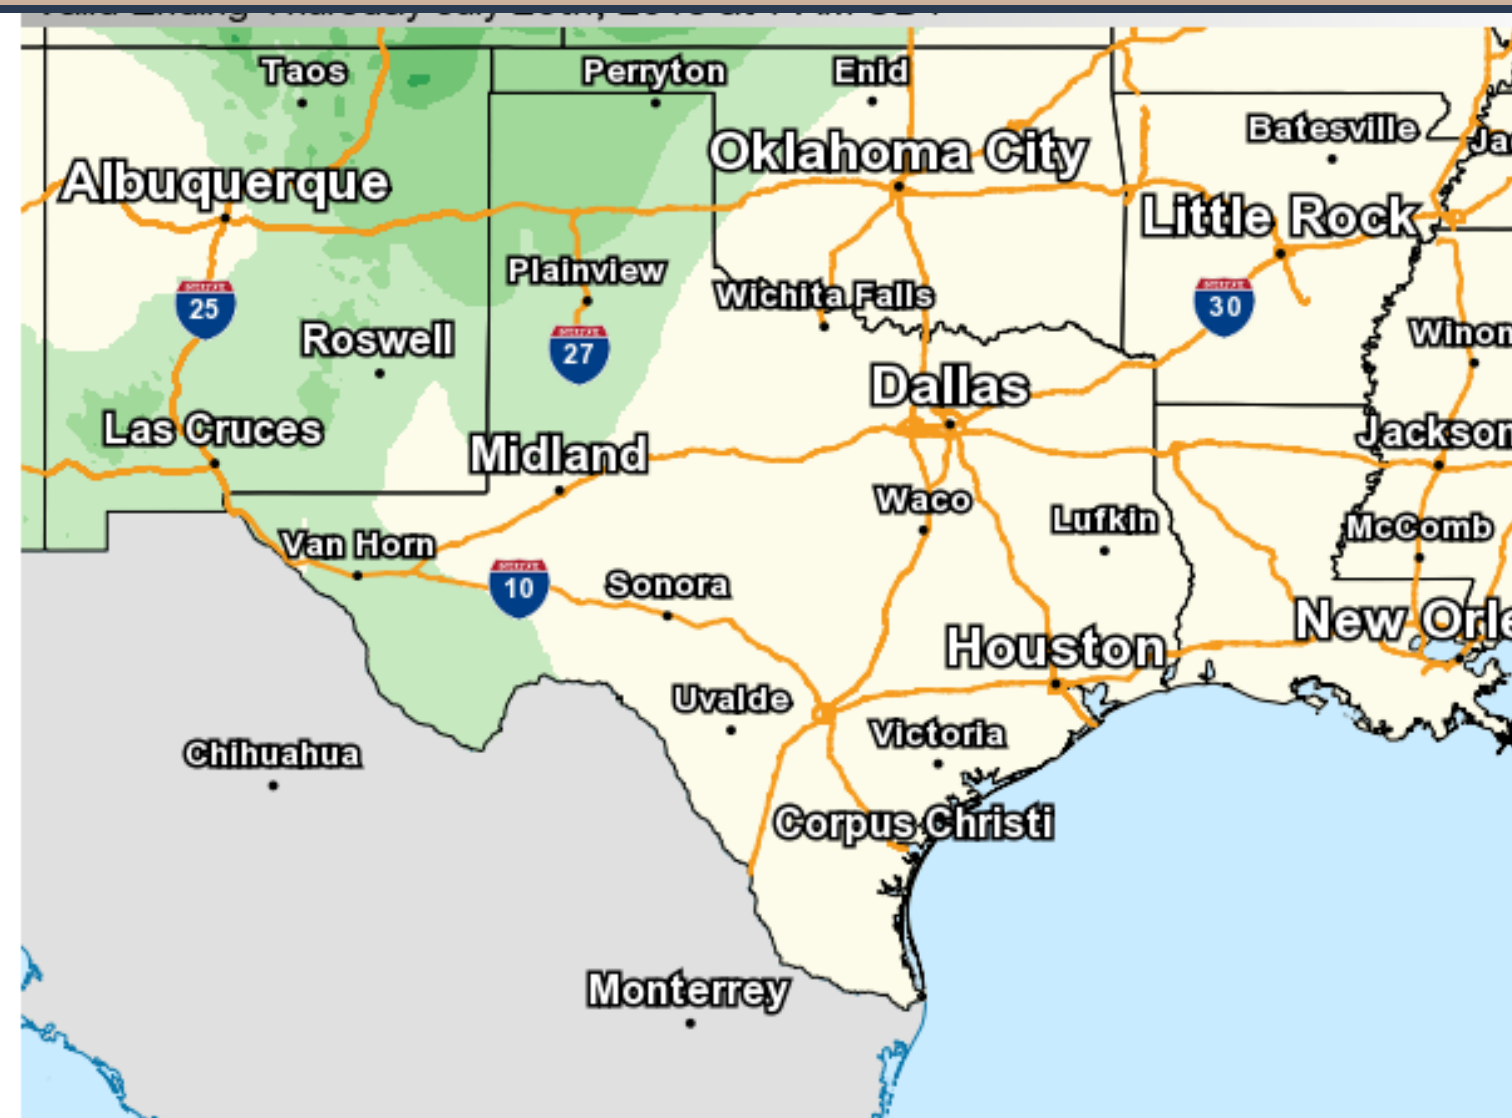 Taos
Perryton
Enid
Batesville
Oklahoma City
Albuquerque
Little Rock
Plainview
Wichita Falls
25
30
Roswell
27
Dallas
Las Cruces
Midland
Waco
Lufkin
McComb
Van Horn
10
Sonora
New Orle
Houston
Uvalde
Victoria
Chihuahua
Corpus Christi
Monterrey
Winon
Jackson